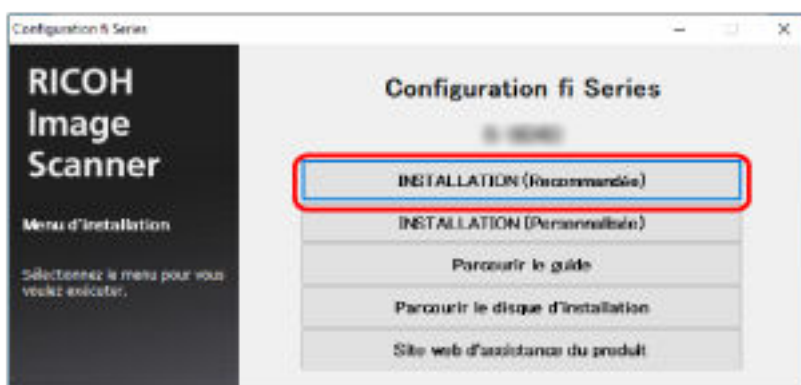 Configuration fi Series
RICOH
Image
Scanner
Menu d'installation
Sélectionnez le menu pour vous
voulez exécuter.
Configuration fi Series
INSTALLATION (Recommandée)
INSTALLATION (Personnalisée)
Parcourir le guide
Parcourir le disque d'installation
Site web d'assistance du produit